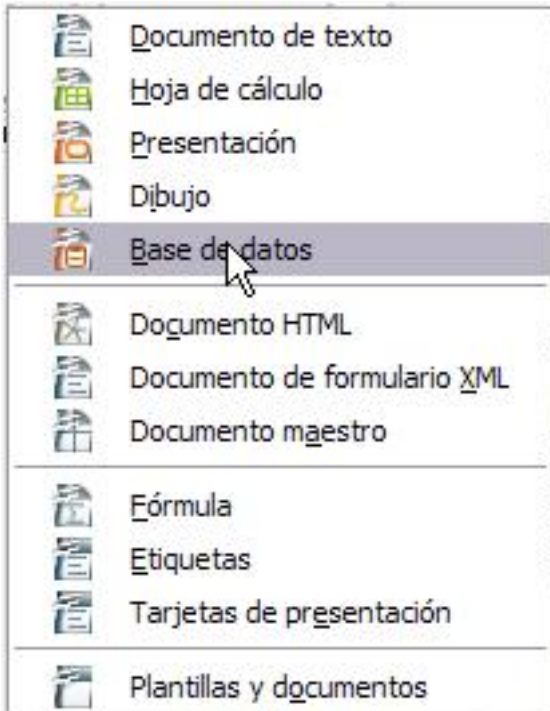 Documento de texto
Hoja de cálculo
Presentación
Dibujo
Base de datos
Documento HTML
Documento de formulario XML
Documento maestro
Fórmula
Etiquetas
Tarjetas de presentación
Plantillas y documentos